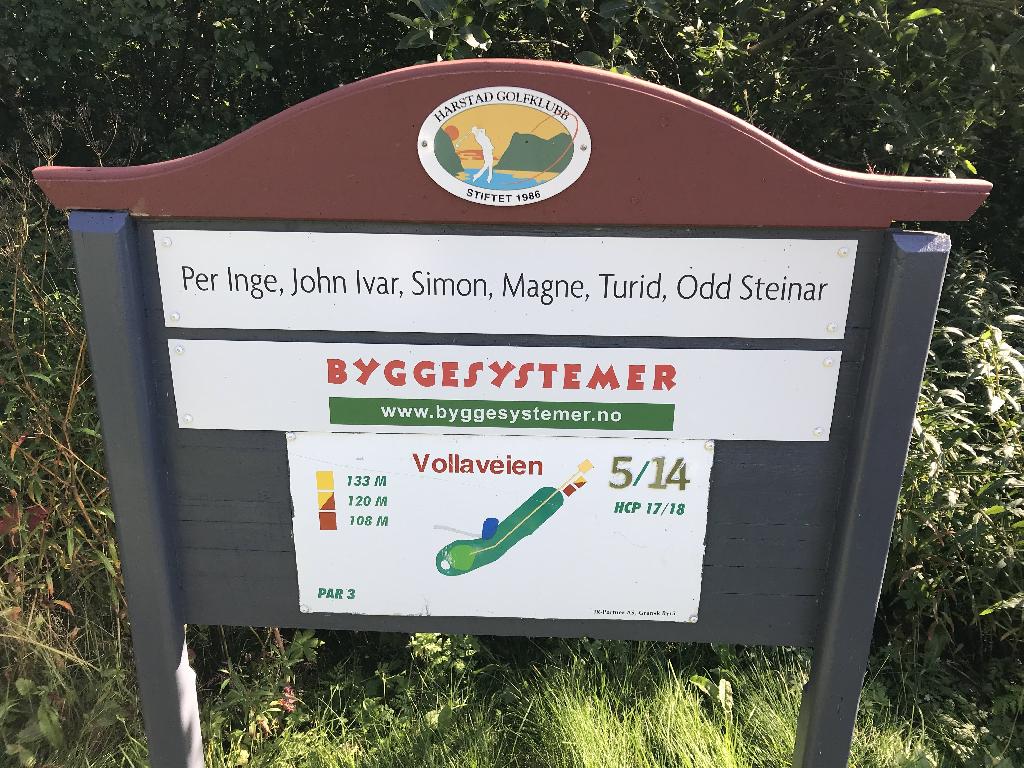 HARSTAD GOLFKLUBB
STIFTET 1986
Per Inge, John Ivar, Simon, Magne, Turid, Odd Steinar
BYGGESYSTEMER
www.byggesystemer.no
Vollaveien
5/14
HCP 17/18
133 M
120 M
108 M
PAR 3